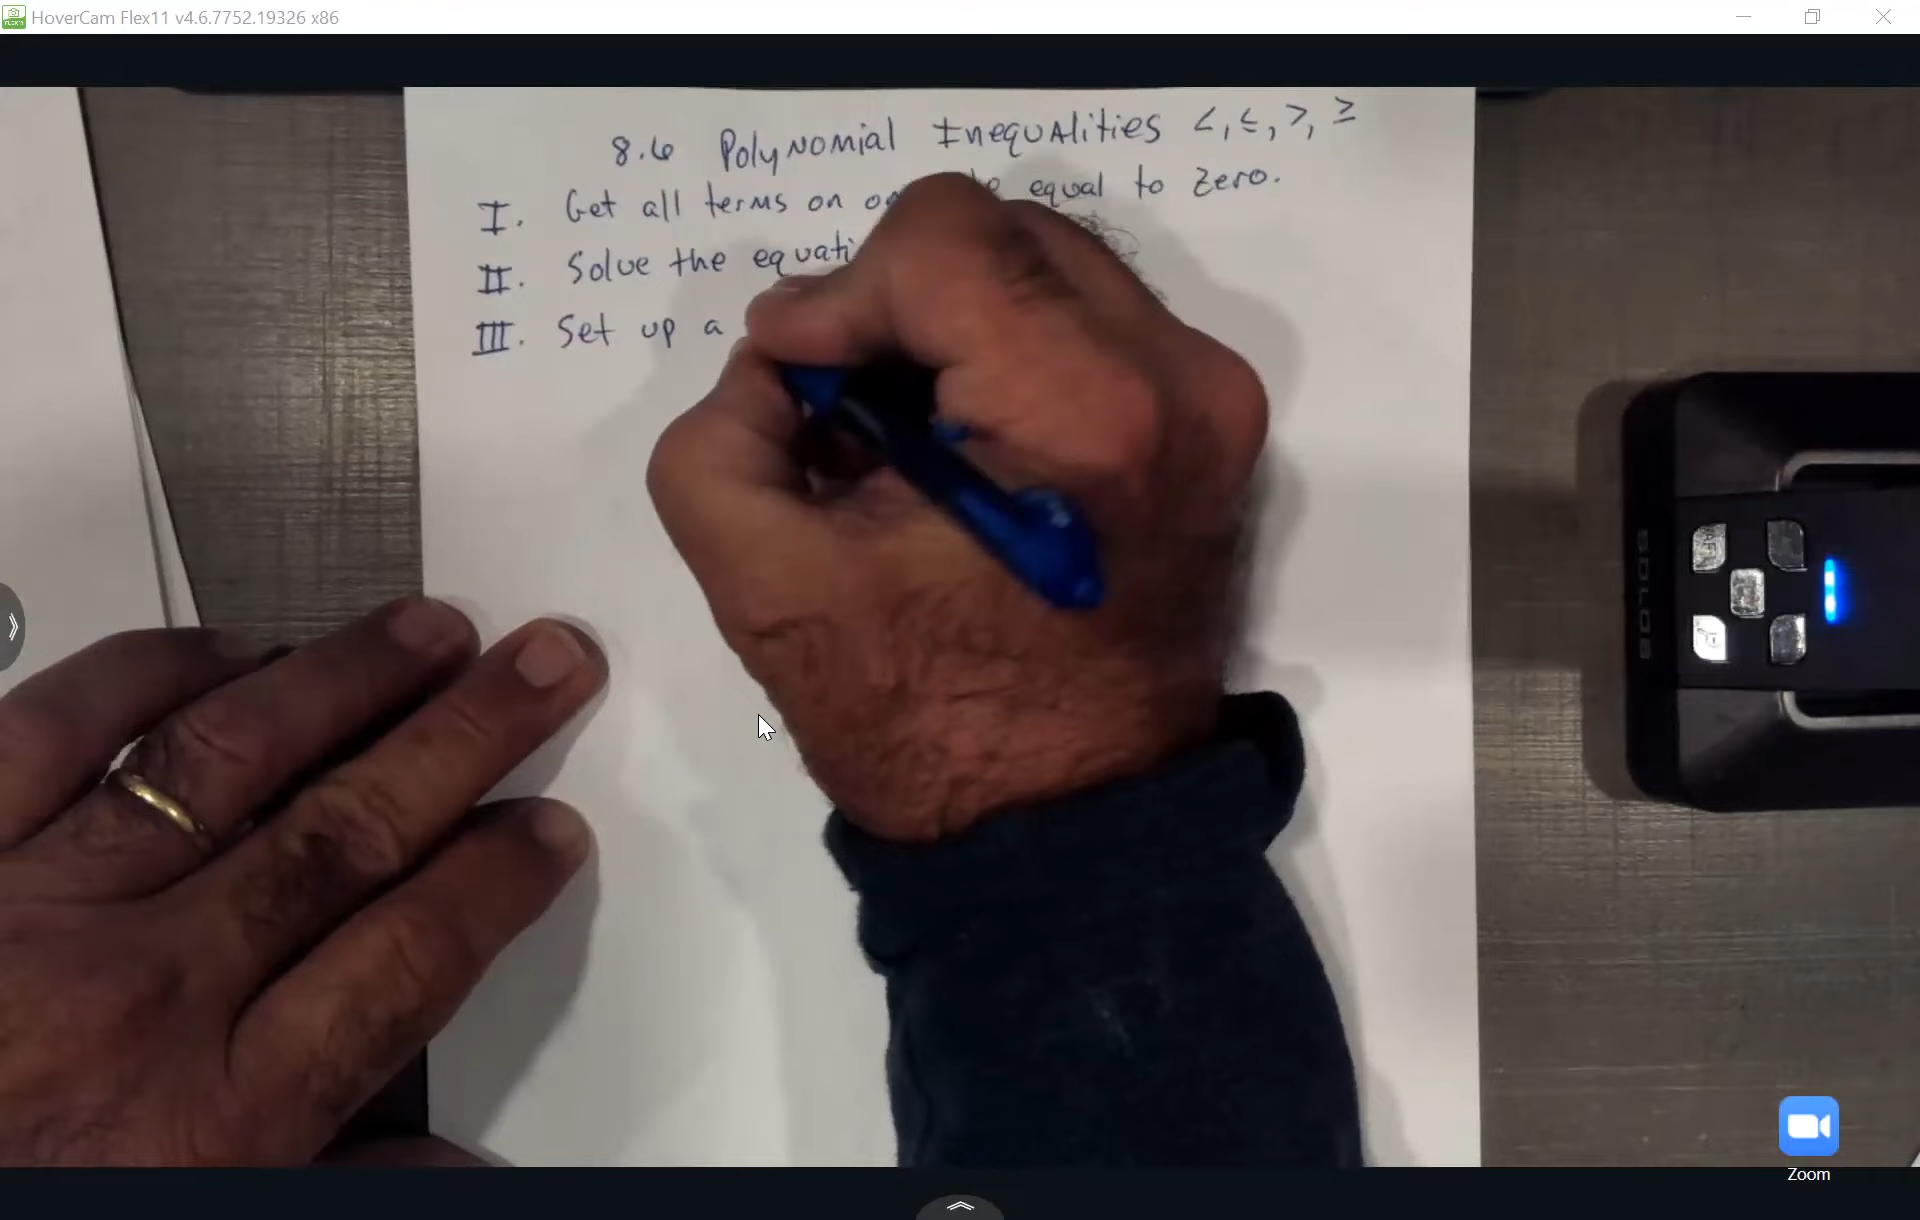 HoverCam Flex11 v4.6.7752.19326 x86
8.6 Polynomial Inequalities <, ≤, >, ≥
I. Get all terms on equal to zero.
II. Solve the
III. Set up a
SOLO8
Zoom